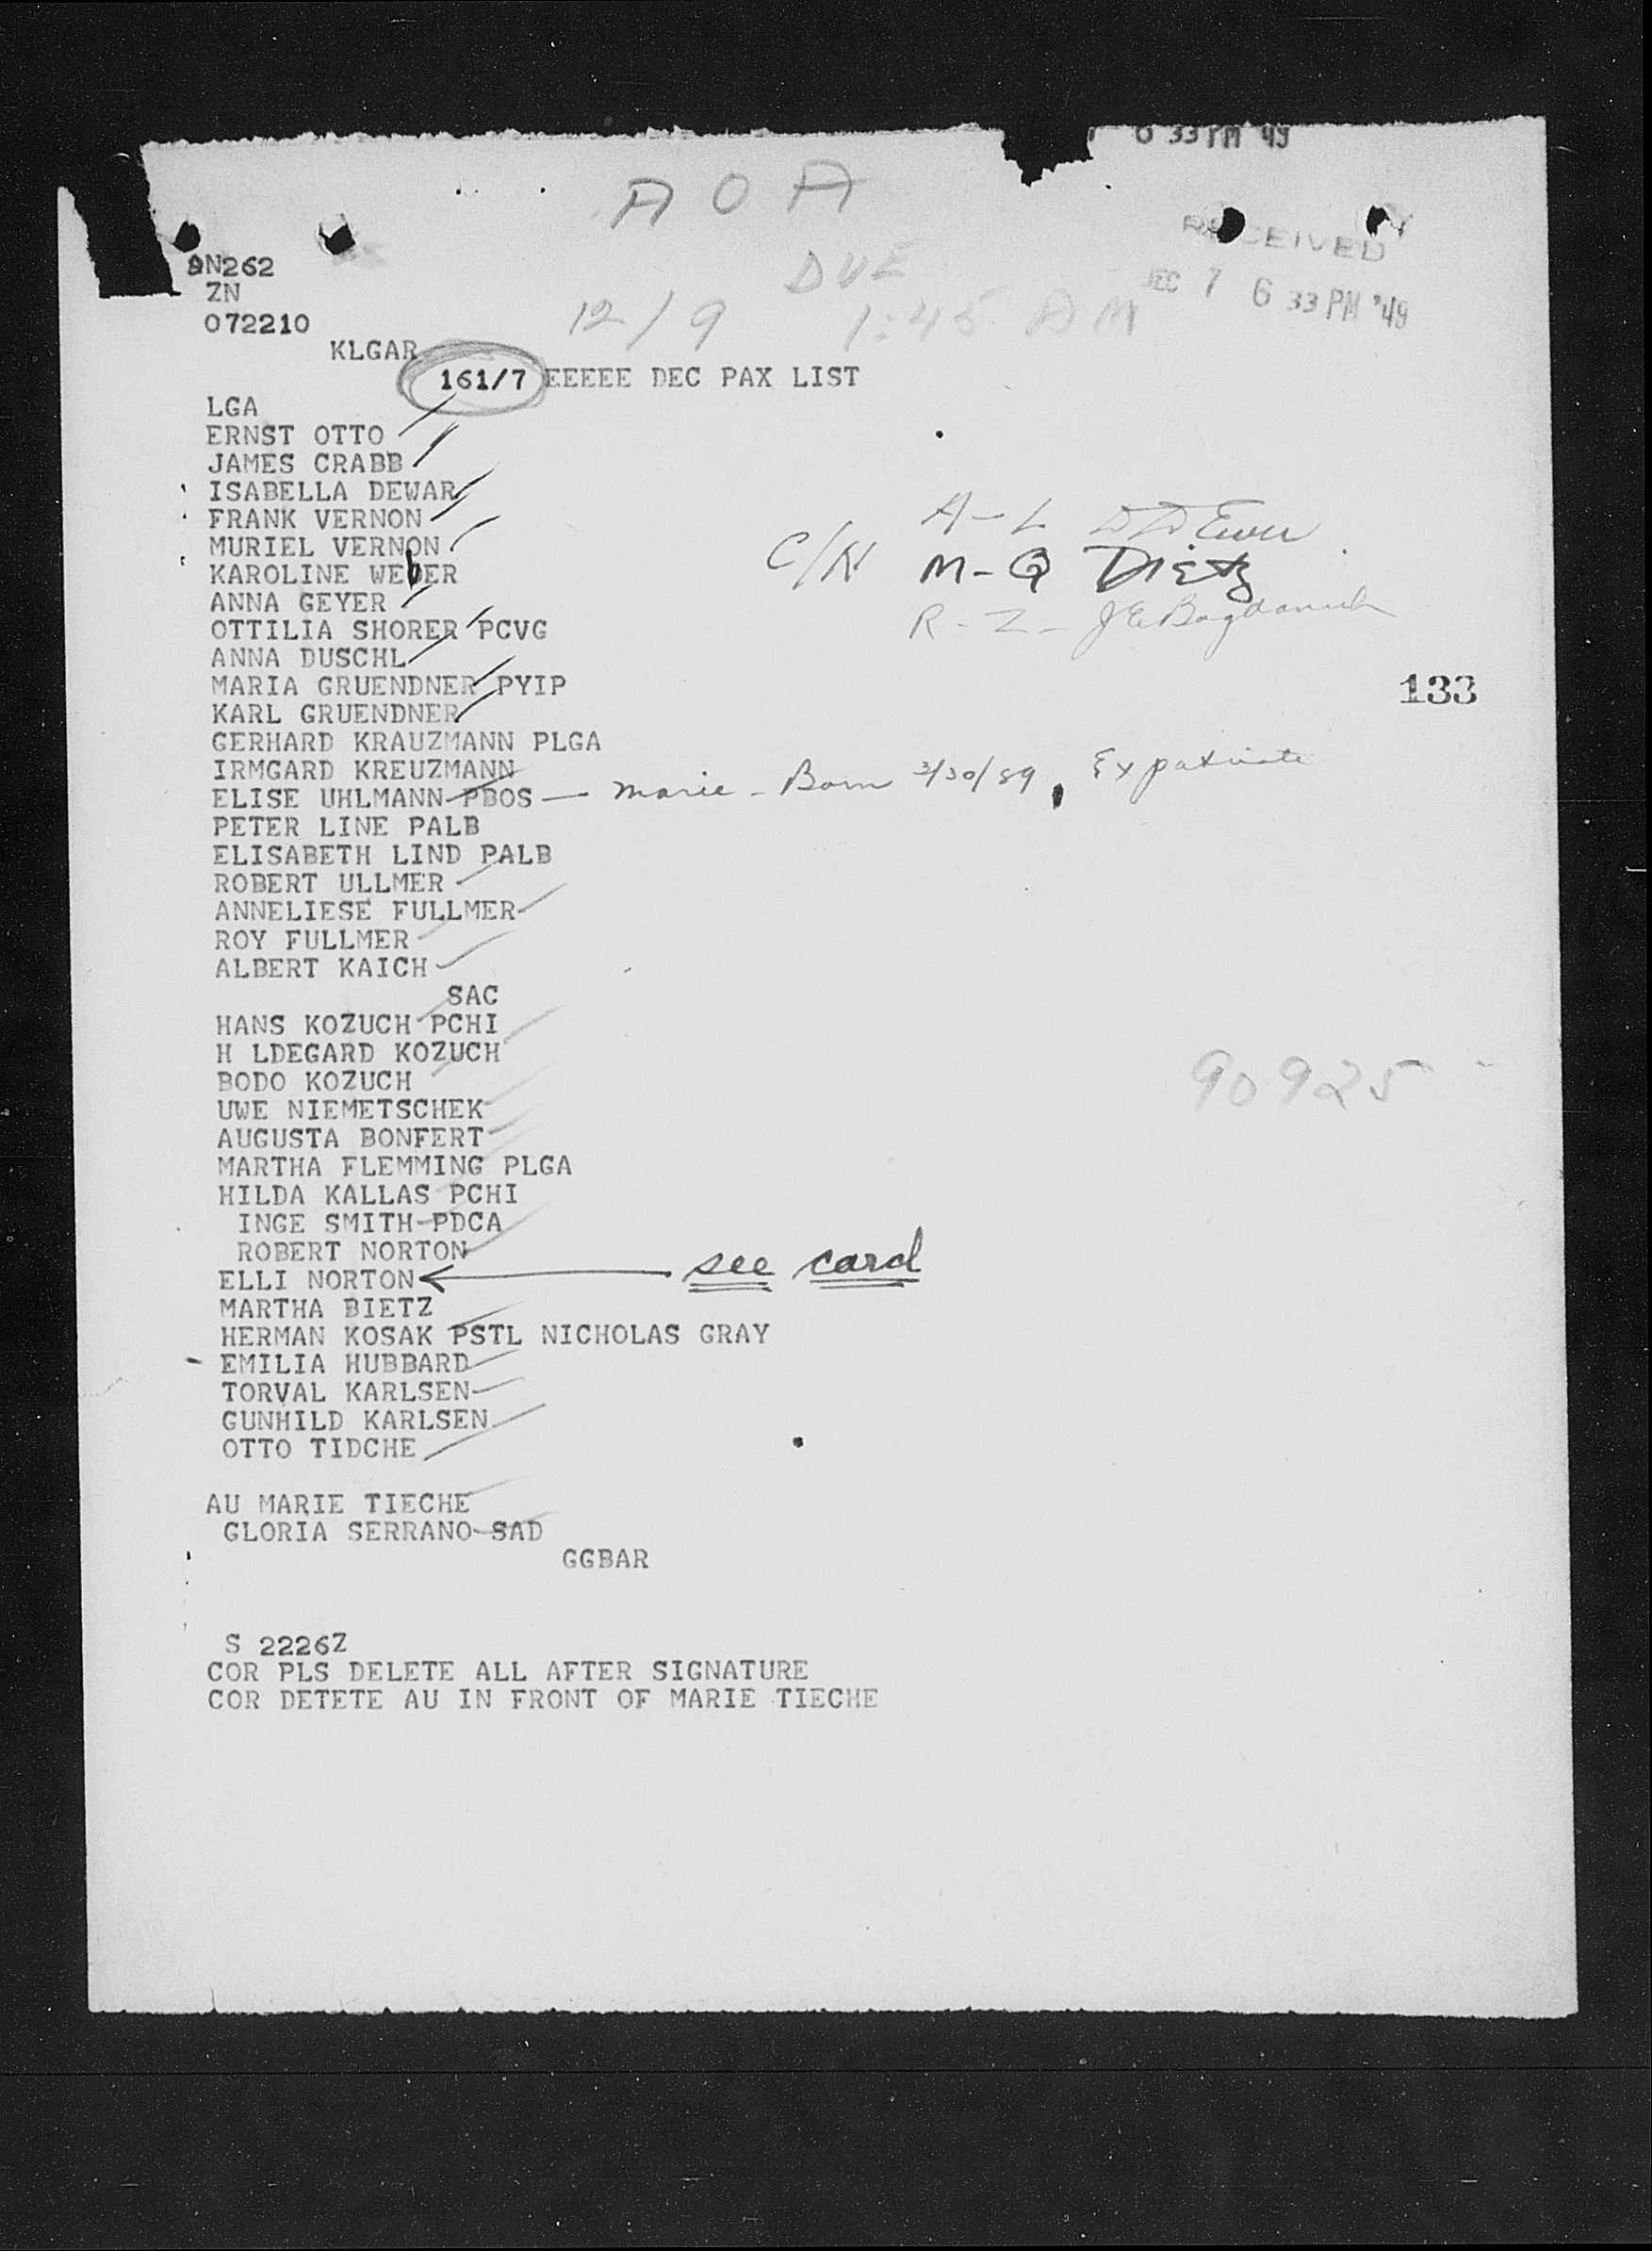 6 33 PM '49
A O A
RECEIVED
DEC 7 6 33 PM '49
DUE
12/9 1:45 AM
AN262
ZN
072210
KLGAR
161/7 EEEEE DEC PAX LIST
LGA
ERNST OTTO
JAMES CRABB
ISABELLA DEWAR
FRANK VERNON
MURIEL VERNON
KAROLINE WEBER
ANNA GEYER
OTTILIA SHORER PCVG
ANNA DUSCHL
MARIA GRUENDNER PYIP
KARL GRUENDNER
GERHARD KRAUZMANN PLGA
IRMGARD KREUZMANN
ELISE UHLMANN PBOS — Marie - Born 3/30/89, Expatriate
PETER LINE PALB
ELISABETH LIND PALB
ROBERT ULLMER
ANNELIESE FULLMER
ROY FULLMER
ALBERT KAICH
SAC
HANS KOZUCH PCHI
H LDEGARD KOZUCH
BODO KOZUCH
UWE NIEMETSCHEK
AUGUSTA BONFERT
MARTHA FLEMMING PLGA
HILDA KALLAS PCHI
INGE SMITH PDCA
ROBERT NORTON
ELLI NORTON see card
MARTHA BIETZ
HERMAN KOSAK PSTL NICHOLAS GRAY
EMILIA HUBBARD
TORVAL KARLSEN
GUNHILD KARLSEN
OTTO TIDCHE
AU MARIE TIECHE
GLORIA SERRANO SAD
GGBAR
S 2226Z
COR PLS DELETE ALL AFTER SIGNATURE
COR DETETE AU IN FRONT OF MARIE TIECHE
A-L
C/N M-Q Dietz
R-Z- J E Bogdanich
133
90925